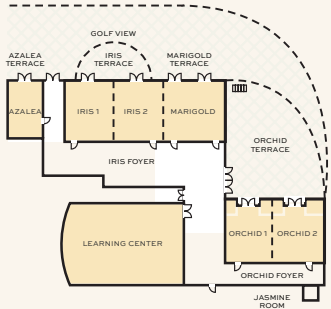 GOLF VIEW
AZALEA
TERRACE
IRIS
TERRACE
MARIGOLD
TERRACE
AZALEA
IRIS 1
IRIS 2
MARIGOLD
ORCHID
TERRACE
IRIS FOYER
LEARNING CENTER
ORCHID 1
ORCHID 2
ORCHID FOYER
JASMINE
ROOM